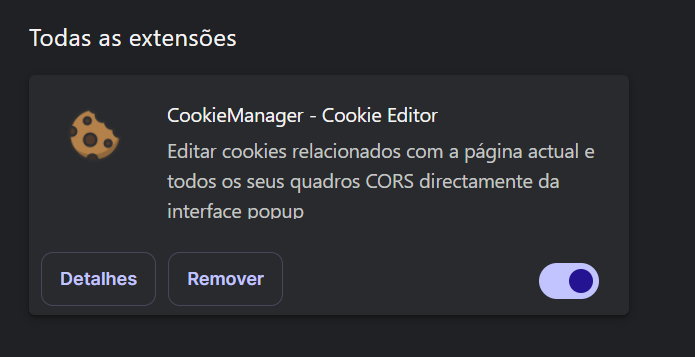 Todas as extensões
CookieManager - Cookie Editor
Editar cookies relacionados com a página actual e
todos os seus quadros CORS directamente da
interface popup
Detalhes
Remover